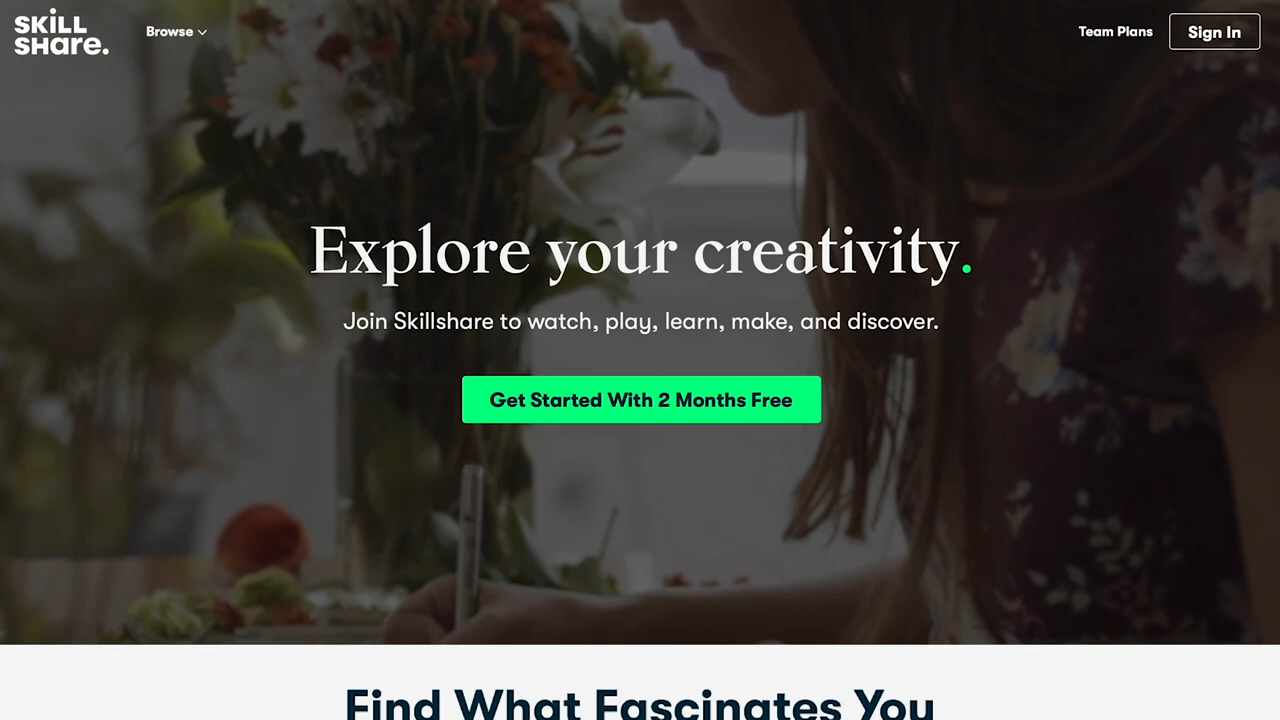 SKiLL
SHare.
Browse
Team Plans
Sign In
Explore your creativity.
Join Skillshare to watch, play, learn, make, and discover.
Get Started With 2 Months Free
Find What Fascinates You